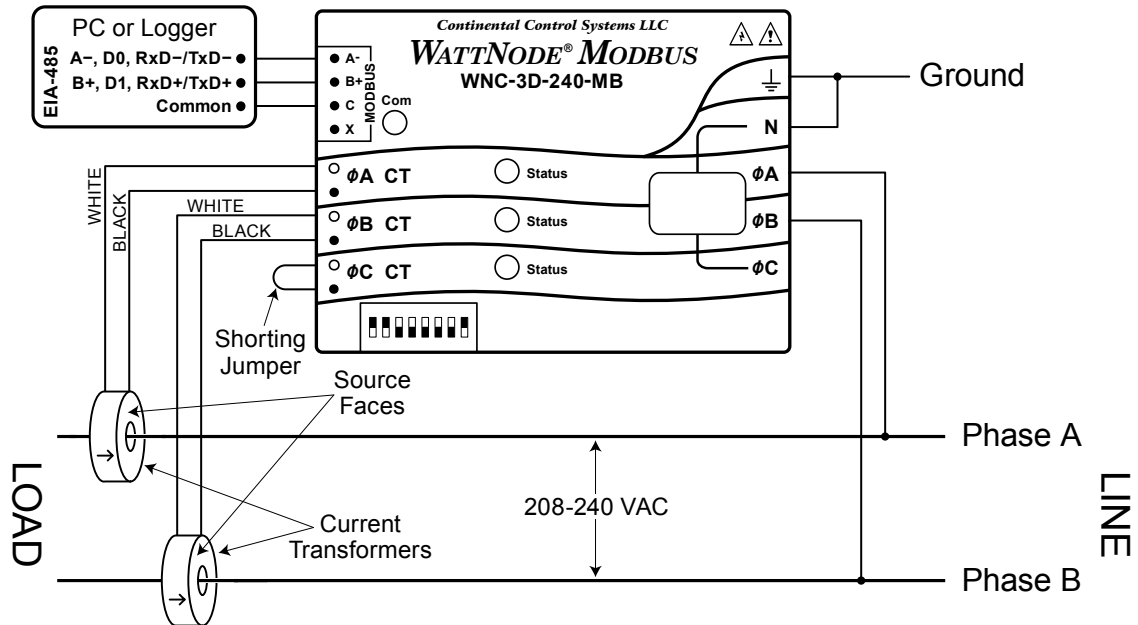 PC or Logger
EIA-485
A−, D0, RxD−/TxD−
B+, D1, RxD+/TxD+
Common
A-
B+
C
X
MODBUS
Com
Continental Control Systems LLC
WATTNODE® MODBUS
WNC-3D-240-MB
Ground
N
ϕA CT
Status
ϕA
ϕB CT
Status
ϕB
ϕC CT
Status
ϕC
WHITE
BLACK
WHITE
BLACK
Shorting
Jumper
Source
Faces
Current
Transformers
208-240 VAC
Phase A
Phase B
LOAD
LINE